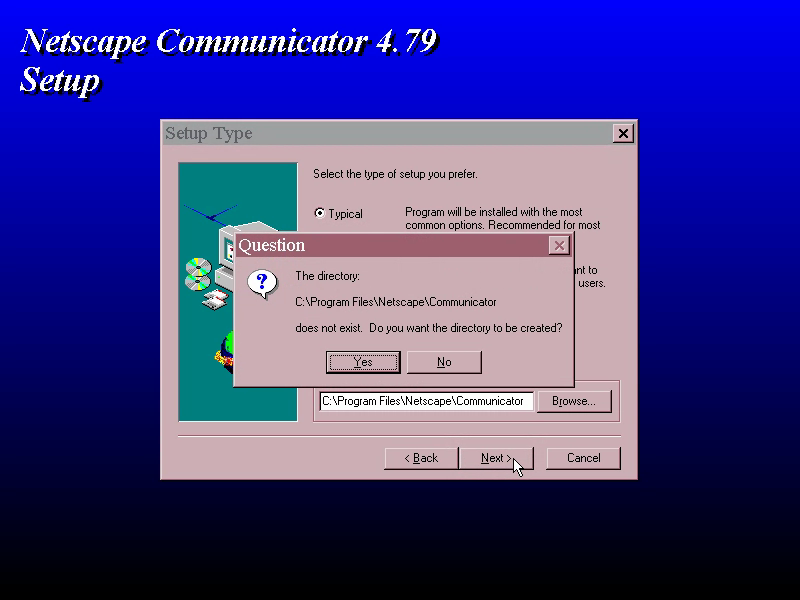 Netscape Communicator 4.79
Setup
Setup Type
Select the type of setup you prefer.
Typical
Program will be installed with the most
common options. Recommended for most
Question
The directory:
C:\Program Files\Netscape\Communicator
does not exist. Do you want the directory to be created?
Yes
No
to
users.
C:\Program Files\Netscape\Communicator
Browse...
< Back
Next >
Cancel